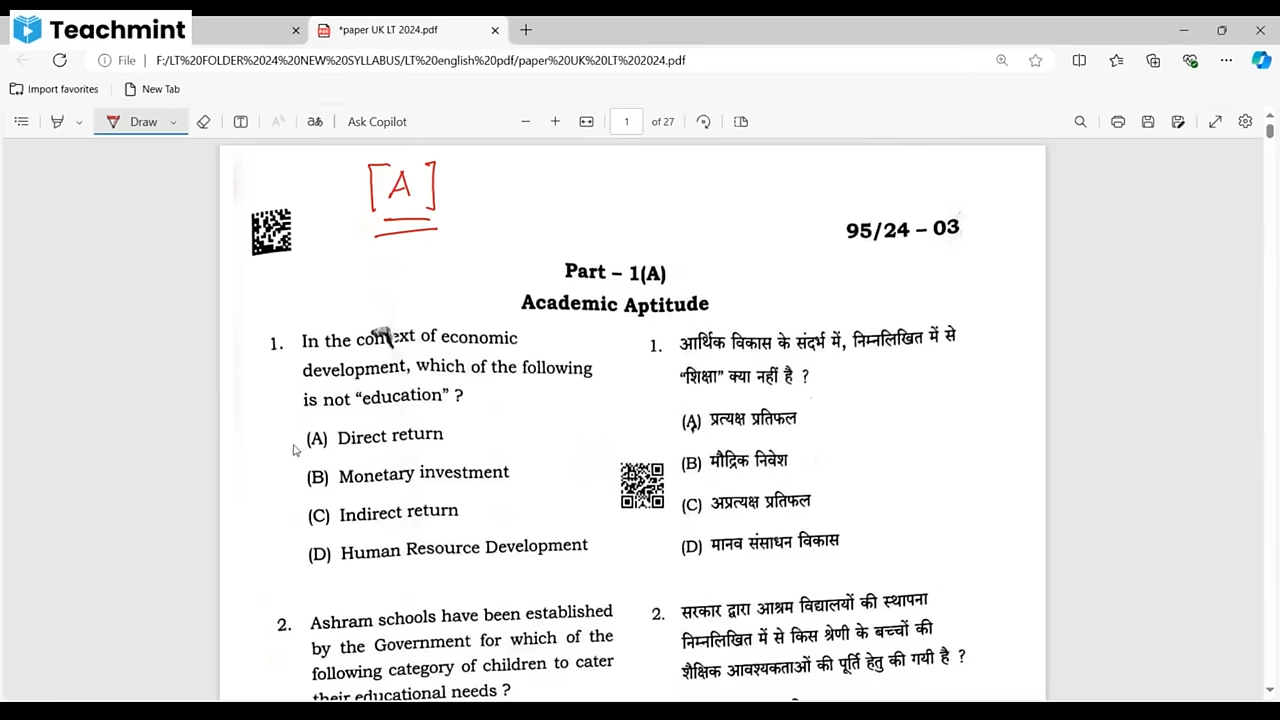 Teachmint
*paper UK LT 2024.pdf
File
F:/LT%20FOLDER%2024%20NEW%20SYLLABUS/LT%20english%20pdf/paper%20UK%20LT%202024.pdf
Import favorites
New Tab
Draw
aあ
Ask Copilot
1
of 27
[A]
95/24 – 03
Part – 1(A)
Academic Aptitude
1. In the context of economic
development, which of the following
is not “education” ?
(A) Direct return
(B) Monetary investment
(C) Indirect return
(D) Human Resource Development
2. Ashram schools have been established
by the Government for which of the
following category of children to cater
their educational needs ?
1. आर्थिक विकास के संदर्भ में, निम्नलिखित में से
“शिक्षा” क्या नहीं है ?
(A) प्रत्यक्ष प्रतिफल
(B) मौद्रिक निवेश
(C) अप्रत्यक्ष प्रतिफल
(D) मानव संसाधन विकास
2. सरकार द्वारा आश्रम विद्यालयों की स्थापना
निम्नलिखित में से किस श्रेणी के बच्चों की
शैक्षिक आवश्यकताओं की पूर्ति हेतु की गयी है ?